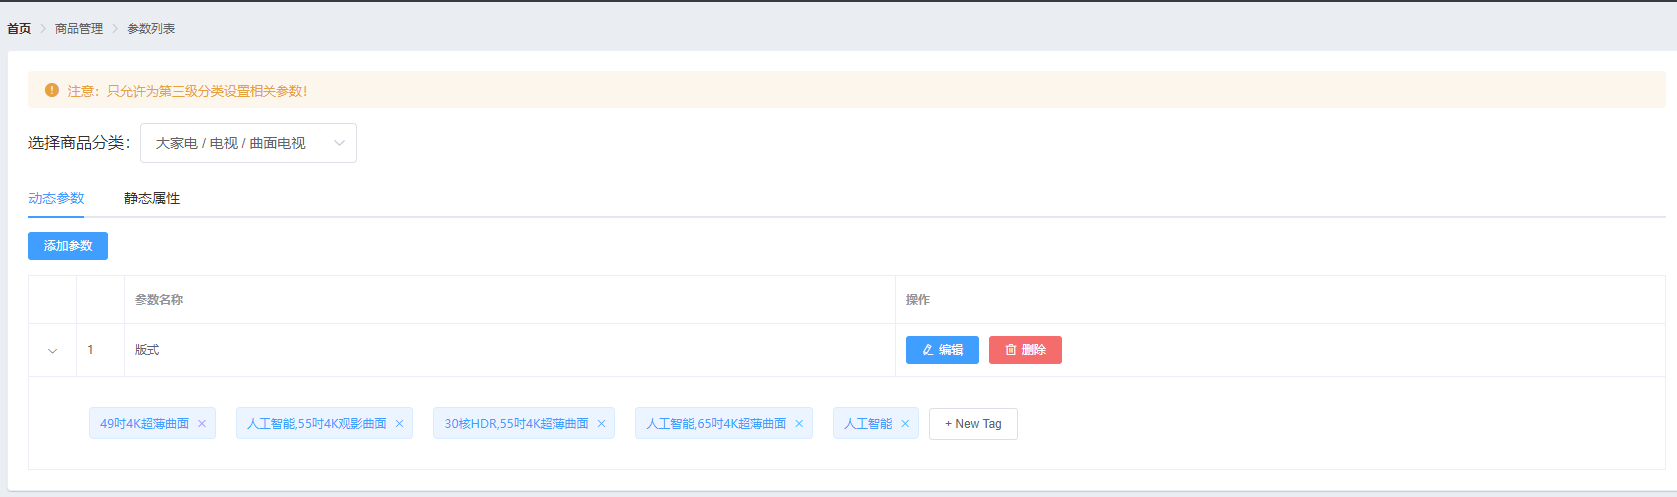 首页 > 商品管理 > 参数列表
注意：只允许为第三级分类设置相关参数!
选择商品分类： 大家电 / 电视 / 曲面电视
动态参数 静态属性
添加参数
参数名称 操作
1 版式 编辑 删除
49吋4K超薄曲面 × 人工智能,55吋4K观影曲面 × 30核HDR,55吋4K超薄曲面 × 人工智能,65吋4K超薄曲面 × 人工智能 × + New Tag